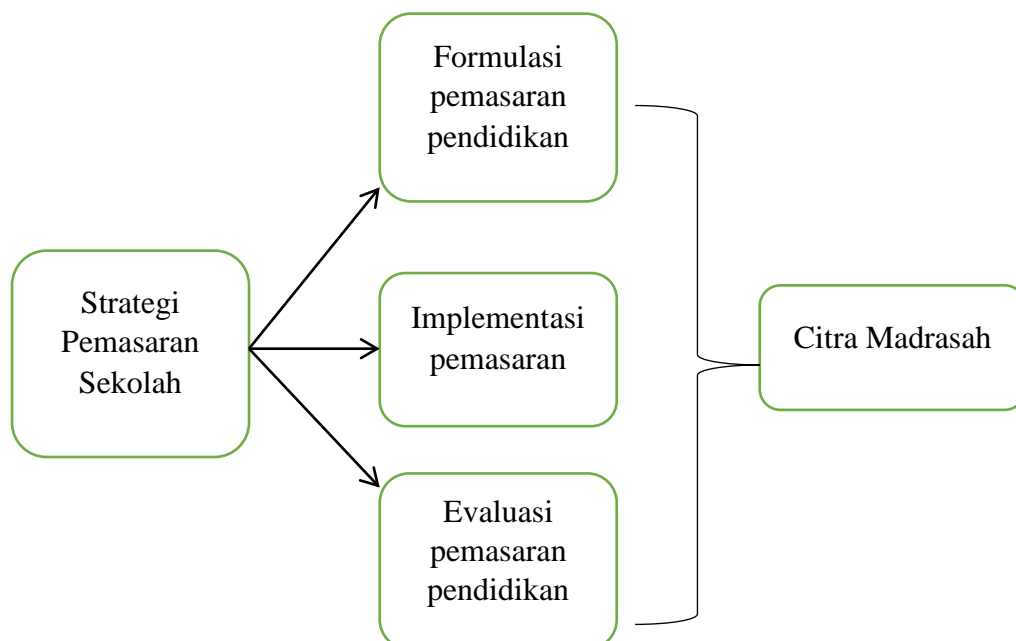 Strategi
Pemasaran
Sekolah
Formulasi
pemasaran
pendidikan
Implementasi
pemasaran
Evaluasi
pemasaran
pendidikan
Citra Madrasah